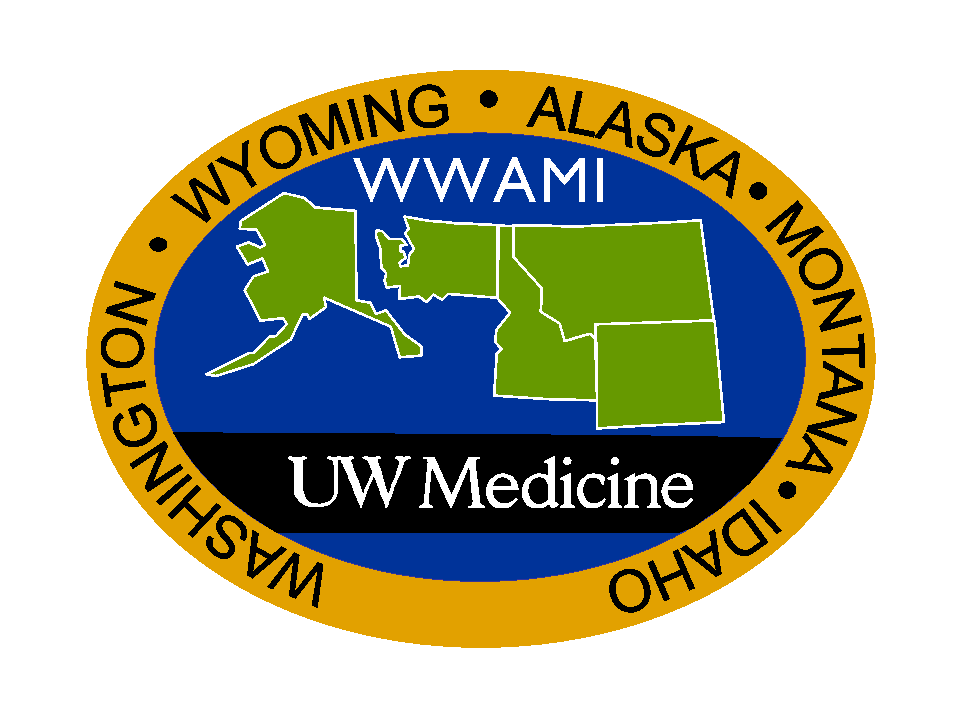 WASHINGTON • WYOMING • ALASKA • MONTANA • IDAHO
WWAMI
UW Medicine